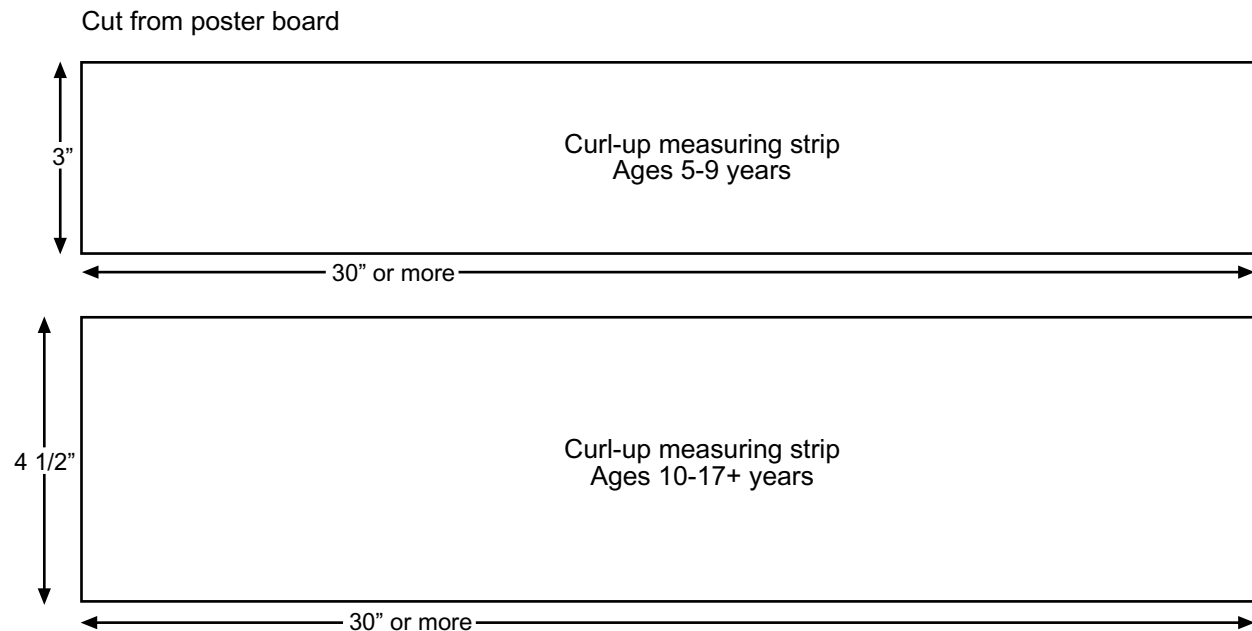 Cut from poster board
3”
Curl-up measuring strip
Ages 5-9 years
30” or more
4 1/2”
Curl-up measuring strip
Ages 10-17+ years
30” or more